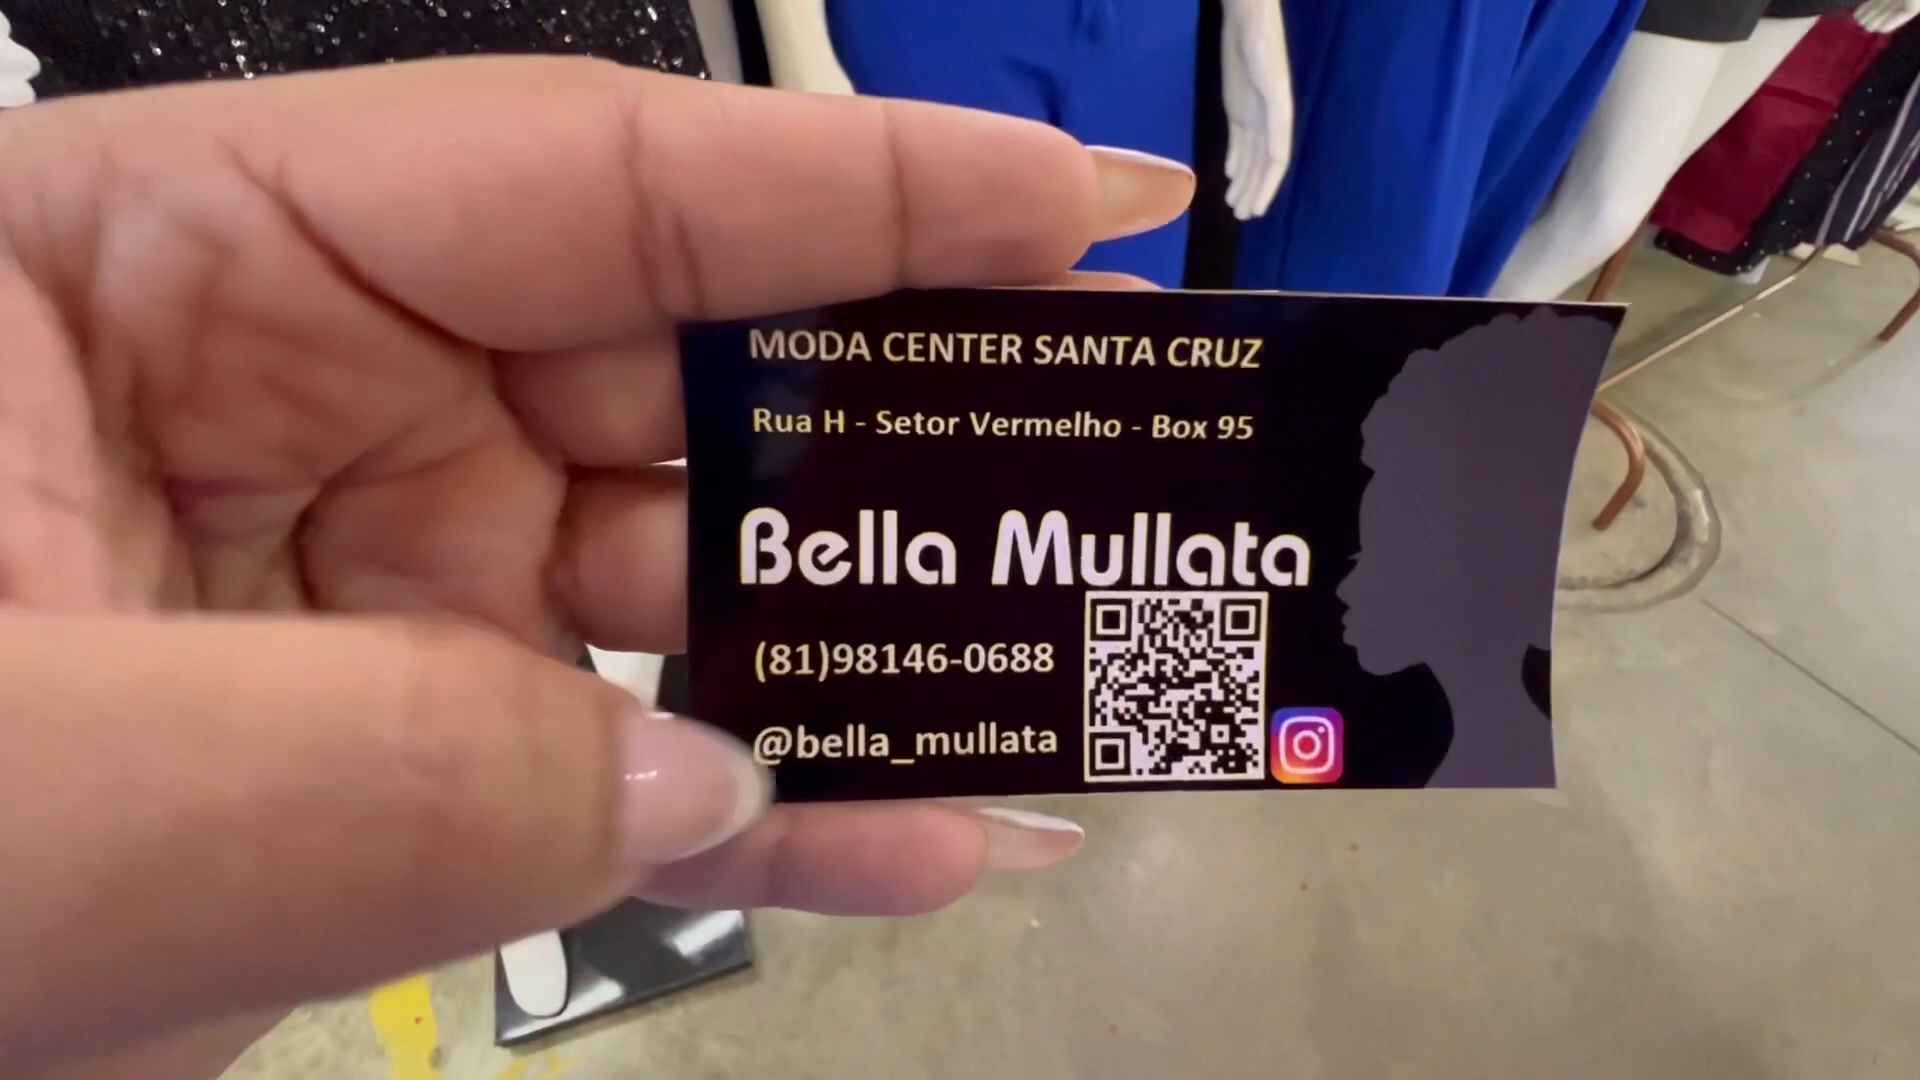 MODA CENTER SANTA CRUZ
Rua H - Setor Vermelho - Box 95
Bella Mullata
(81)98146-0688
@bella_mullata